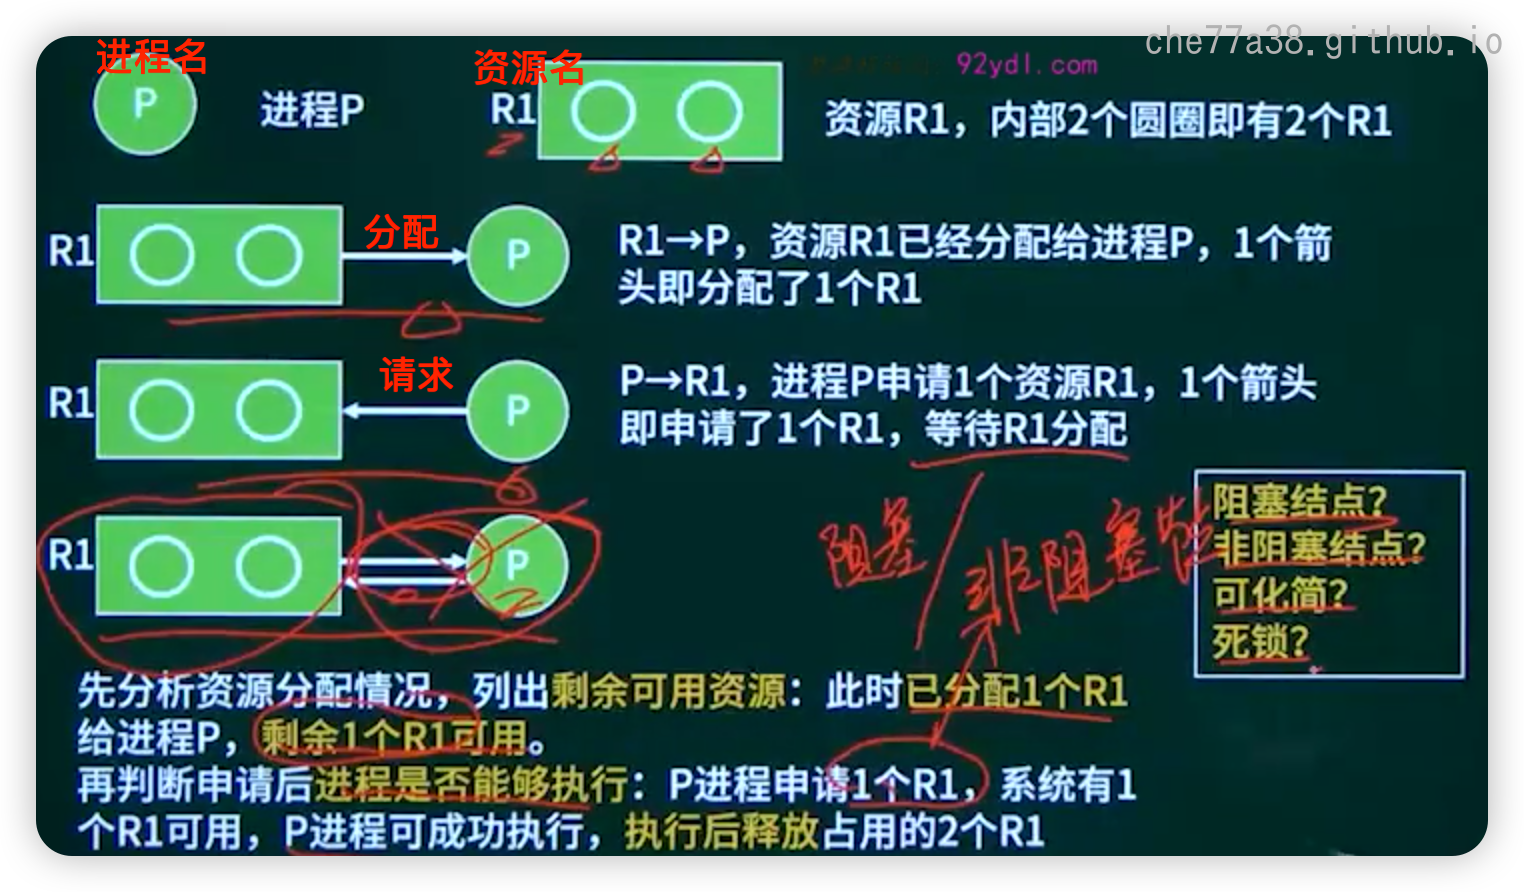 che77a38.github.io
进程名
P
进程P
资源名
R1
92ydl.com
资源R1，内部2个圆圈即有2个R1
2
R1
分配
P
R1→P，资源R1已经分配给进程P，1个箭
头即分配了1个R1
R1
请求
P
P→R1，进程P申请1个资源R1，1个箭头
即申请了1个R1，等待R1分配
R1
P
2
阻塞
非阻塞
阻塞结点？
非阻塞结点？
可化简？
死锁？
先分析资源分配情况，列出剩余可用资源：此时已分配1个R1
给进程P，剩余1个R1可用。
再判断申请后进程是否能够执行：P进程申请1个R1，系统有1
个R1可用，P进程可成功执行，执行后释放占用的2个R1